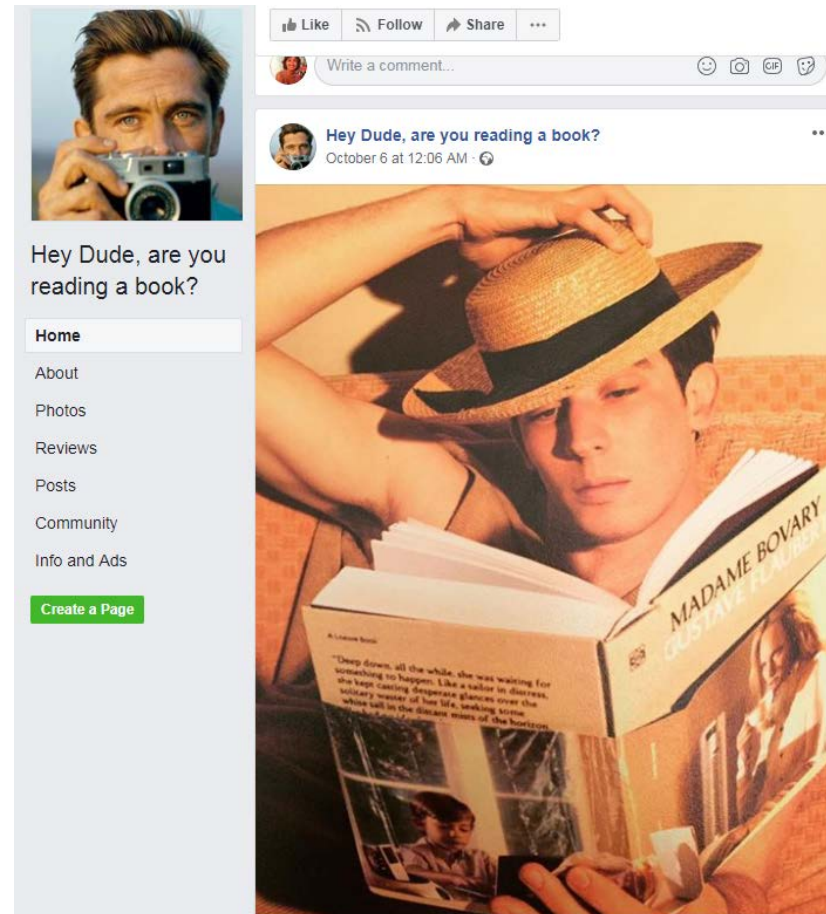 Like
Follow
Share
Write a comment...
GIF
Hey Dude, are you reading a book?
October 6 at 12:06 AM
Hey Dude, are you
reading a book?
Home
About
Photos
Reviews
Posts
Community
Info and Ads
Create a Page
MADAME BOVARY
GUSTAVE FLAUBERT
"Deep down, all the while, she was waiting for
something to happen. Like a sailor in distress,
she kept casting desperate glances over the
solitary waster of her life, seeking some
white sail in the distant mists of the horizon